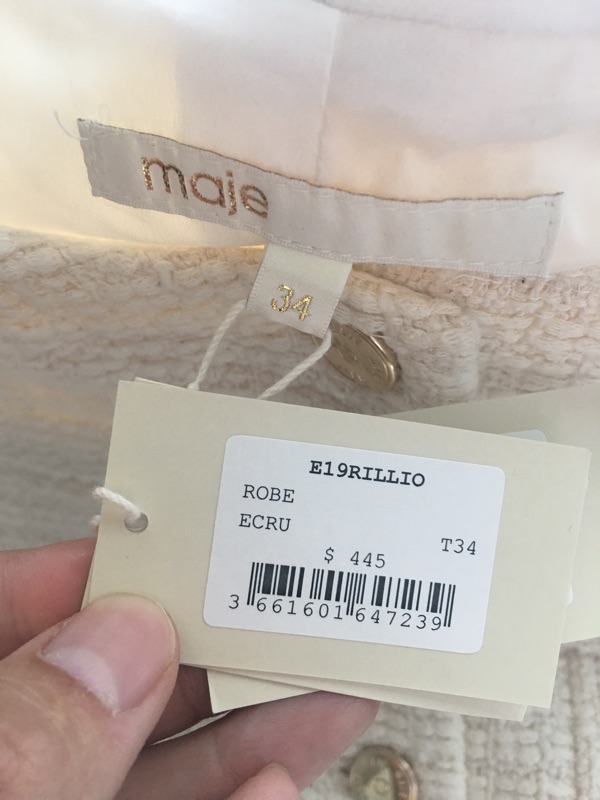 maje
34
E19RILLIO
ROBE
ECRU
T34
$ 445
3 661601 647239